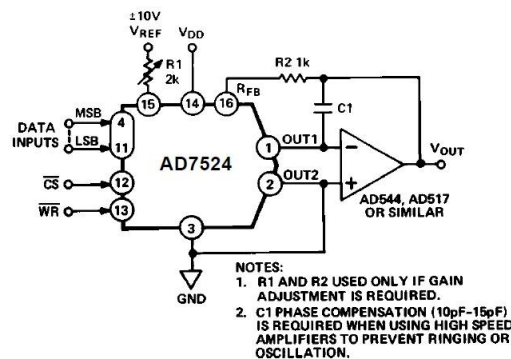 ±10V
VREF
VDD
R1
2k
RFB
R2 1k
C1
15
14
16
MSB
4
DATA
INPUTS
LSB
11
AD7524
1
OUT1
2
OUT2
−
+
VOUT
AD544, AD517
OR SIMILAR
CS
12
WR
13
3
GND
NOTES:
1. R1 AND R2 USED ONLY IF GAIN
ADJUSTMENT IS REQUIRED.
2. C1 PHASE COMPENSATION (10pF–15pF)
IS REQUIRED WHEN USING HIGH SPEED
AMPLIFIERS TO PREVENT RINGING OR
OSCILLATION.